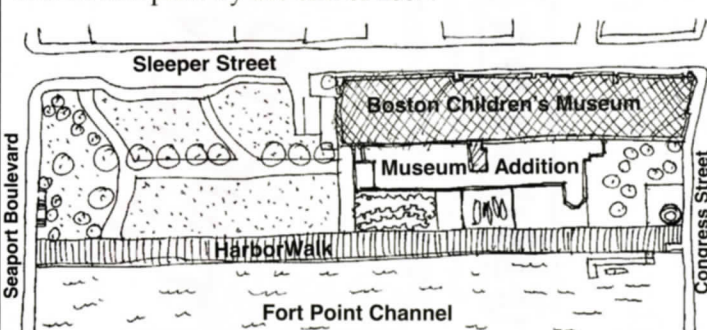 Sleeper Street
Boston Children's Museum
Museum Addition
Seaport Boulevard
Congress Street
HarborWalk
Fort Point Channel